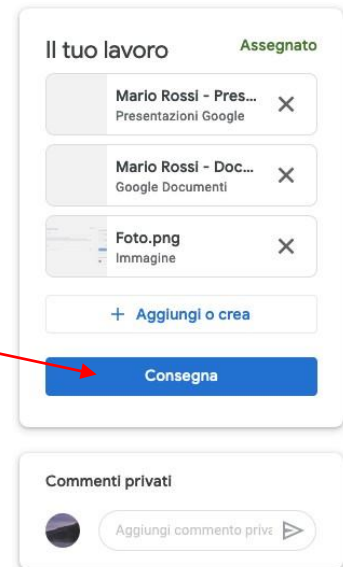 Il tuo lavoro
Assegnato
Mario Rossi - Pres...
Presentazioni Google
Mario Rossi - Doc...
Google Documenti
Foto.png
Immagine
+ Aggiungi o crea
Consegna
Commenti privati
Aggiungi commento priva